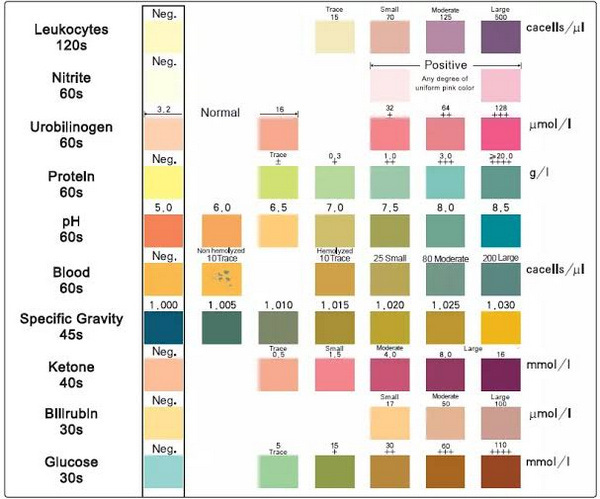 Leukocytes
120s
Neg.
Trace
15
Small
70
Moderate
125
Large
500
cacells/μl
Nitrite
60s
Neg.
Positive
Any degree of
uniform pink color
Urobilinogen
60s
3.2
Normal
16
32
+
64
++
128
+++
μmol/l
Protein
60s
Neg.
Trace
±
0.3
+
1.0
++
3.0
+++
≥20.0
++++
g/l
pH
60s
5.0
6.0
6.5
7.0
7.5
8.0
8.5
Blood
60s
Neg.
Non hemolyzed
10Trace
Hemolyzed
10 Trace
25 Small
80 Moderate
200 Large
cacells/μl
Specific Gravity
45s
1.000
1.005
1.010
1.015
1.020
1.025
1.030
Ketone
40s
Neg.
Trace
0.5
Small
1.5
Moderate
4.0
8.0
Large
16
mmol/l
Bilirubin
30s
Neg.
Small
17
Moderate
50
Large
100
μmol/l
Glucose
30s
Neg.
5
Trace
15
+
30
++
60
+++
110
++++
mmol/l